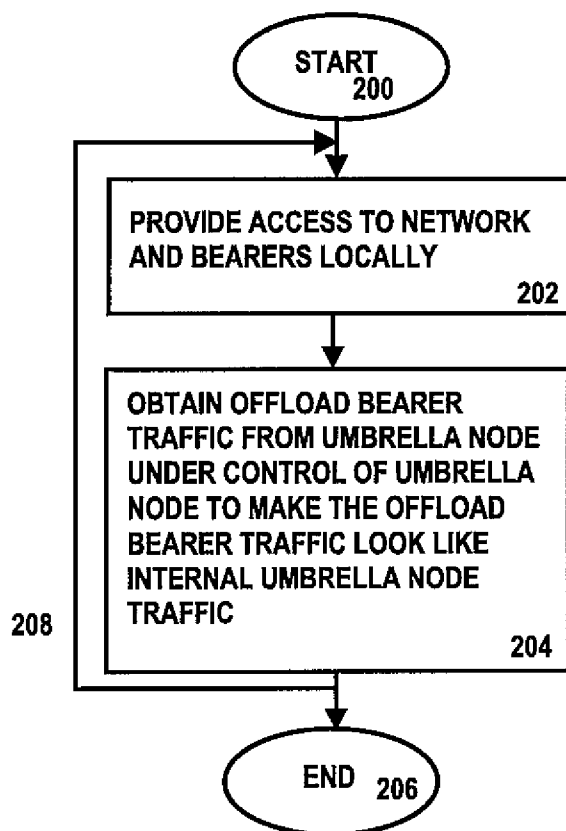 START
200
PROVIDE ACCESS TO NETWORK
AND BEARERS LOCALLY
202
OBTAIN OFFLOAD BEARER
TRAFFIC FROM UMBRELLA NODE
UNDER CONTROL OF UMBRELLA
NODE TO MAKE THE OFFLOAD
BEARER TRAFFIC LOOK LIKE
INTERNAL UMBRELLA NODE
TRAFFIC
208
204
END
206